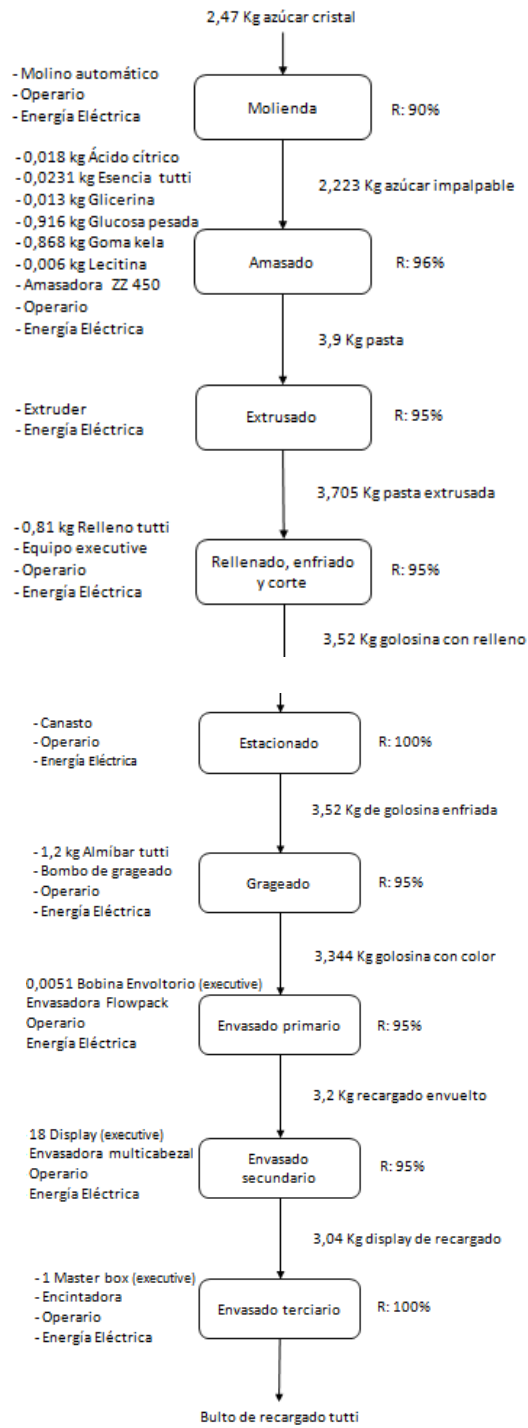 2,47 Kg azúcar cristal
- Molino automático
- Operario
- Energía Eléctrica
Molienda
R: 90%
- 0,018 kg Ácido cítrico
- 0,0231 kg Esencia tutti
- 0,013 kg Glicerina
- 0,916 kg Glucosa pesada
- 0,868 kg Goma kela
- 0,006 kg Lecitina
- Amasadora ZZ 450
- Operario
- Energía Eléctrica
2,223 Kg azúcar impalpable
Amasado
R: 96%
3,9 Kg pasta
- Extruder
- Energía Eléctrica
Extrusado
R: 95%
3,705 Kg pasta extrusada
- 0,81 kg Relleno tutti
- Equipo executive
- Operario
- Energía Eléctrica
Rellenado, enfriado
y corte
R: 95%
3,52 Kg golosina con relleno
- Canasto
- Operario
- Energía Eléctrica
Estacionado
R: 100%
3,52 Kg de golosina enfriada
- 1,2 kg Almíbar tutti
- Bombo de grageado
- Operario
- Energía Eléctrica
Grageado
R: 95%
3,344 Kg golosina con color
0,0051 Bobina Envoltorio (executive)
Envasadora Flowpack
Operario
Energía Eléctrica
Envasado primario
R: 95%
3,2 Kg recargado envuelto
18 Display (executive)
Envasadora multicabezal
Operario
Energía Eléctrica
Envasado
secundario
R: 95%
3,04 Kg display de recargado
- 1 Master box (executive)
- Encintadora
- Operario
- Energía Eléctrica
Envasado terciario
R: 100%
Bulto de recargado tutti